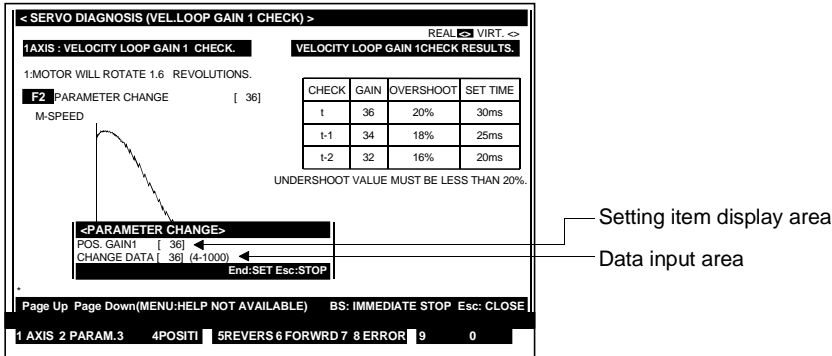 < SERVO DIAGNOSIS (VEL.LOOP GAIN 1 CHECK) >
REAL<> VIRT. <>
1AXIS : VELOCITY LOOP GAIN 1 CHECK.
VELOCITY LOOP GAIN 1CHECK RESULTS.
1:MOTOR WILL ROTATE 1.6 REVOLUTIONS.
F2 PARAMETER CHANGE [ 36]
M-SPEED
CHECK GAIN OVERSHOOT SET TIME
t 36 20% 30ms
t-1 34 18% 25ms
t-2 32 16% 20ms
UNDERSHOOT VALUE MUST BE LESS THAN 20%.
<PARAMETER CHANGE>
POS. GAIN1 [ 36]
CHANGE DATA [ 36] (4-1000)
End:SET Esc:STOP
Setting item display area
Data input area
*
Page Up Page Down(MENU:HELP NOT AVAILABLE) BS: IMMEDIATE STOP Esc: CLOSE
1 AXIS 2 PARAM.3 4POSITI 5REVERS 6 FORWRD 7 8 ERROR 9 0